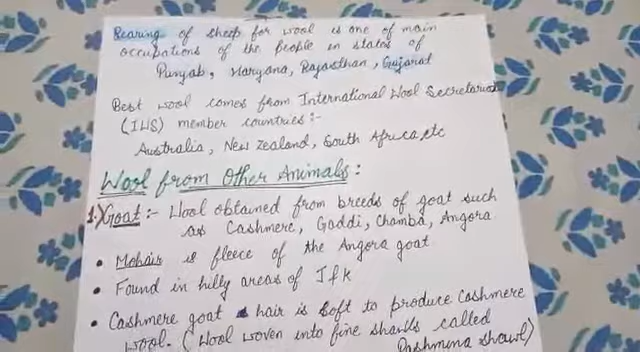 Rearing of sheep for wool is one of main
occupations of the people in states of
Punjab, Haryana, Rajasthan, Gujarat
Best wool comes from International Wool Secretariat
(IWS) member countries:-
Australia, New Zealand, South Africa, etc
Wool from Other Animals:
1.) Goat:- Wool obtained from breeds of goat such
as Cashmere, Gaddi, Chamba, Angora
• Mohair is fleece of the Angora goat
• Found in hilly areas of J&k
• Cashmere goat hair is soft to produce Cashmere
wool. (Wool woven into fine shawls called
Pashmina shawl)